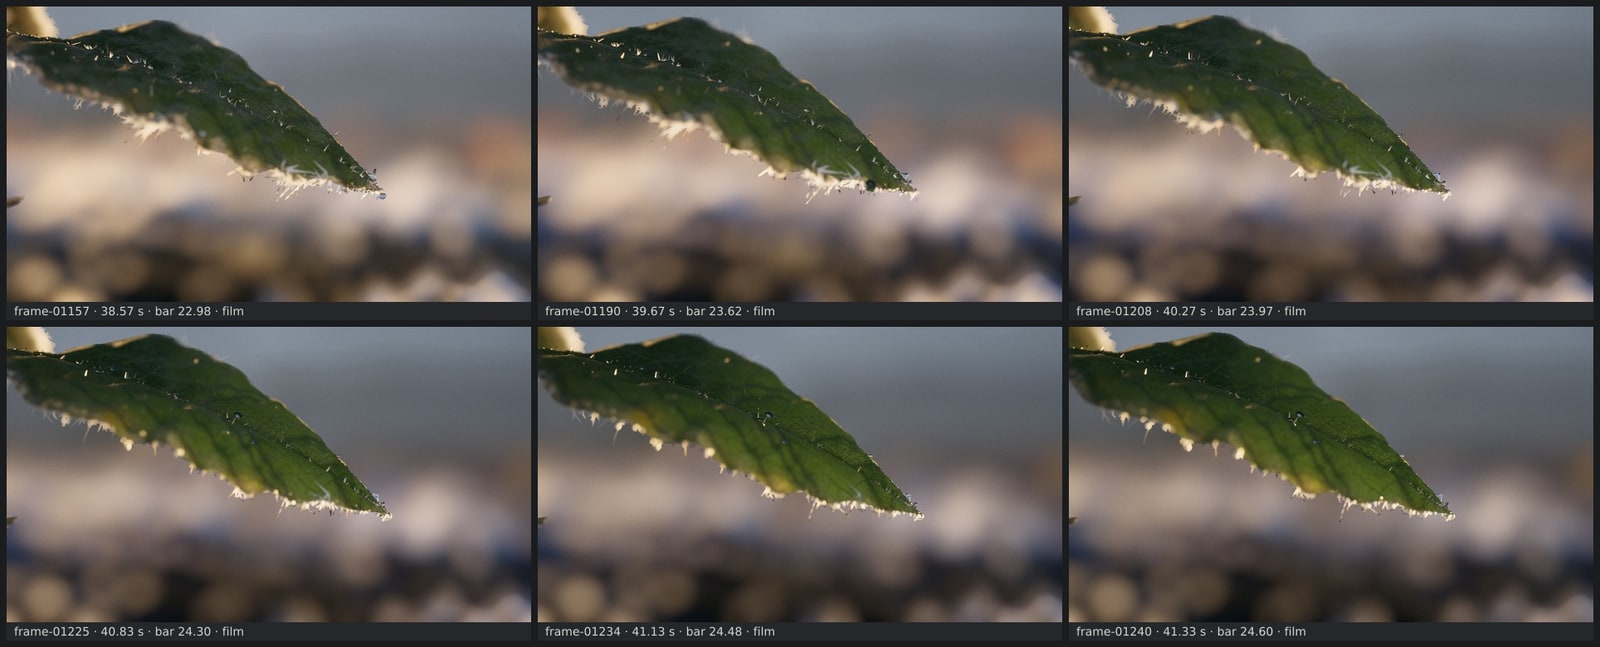 frame-01157 · 38.57 s · bar 22.98 · film
frame-01190 · 39.67 s · bar 23.62 · film
frame-01208 · 40.27 s · bar 23.97 · film
frame-01225 · 40.83 s · bar 24.30 · film
frame-01234 · 41.13 s · bar 24.48 · film
frame-01240 · 41.33 s · bar 24.60 · film